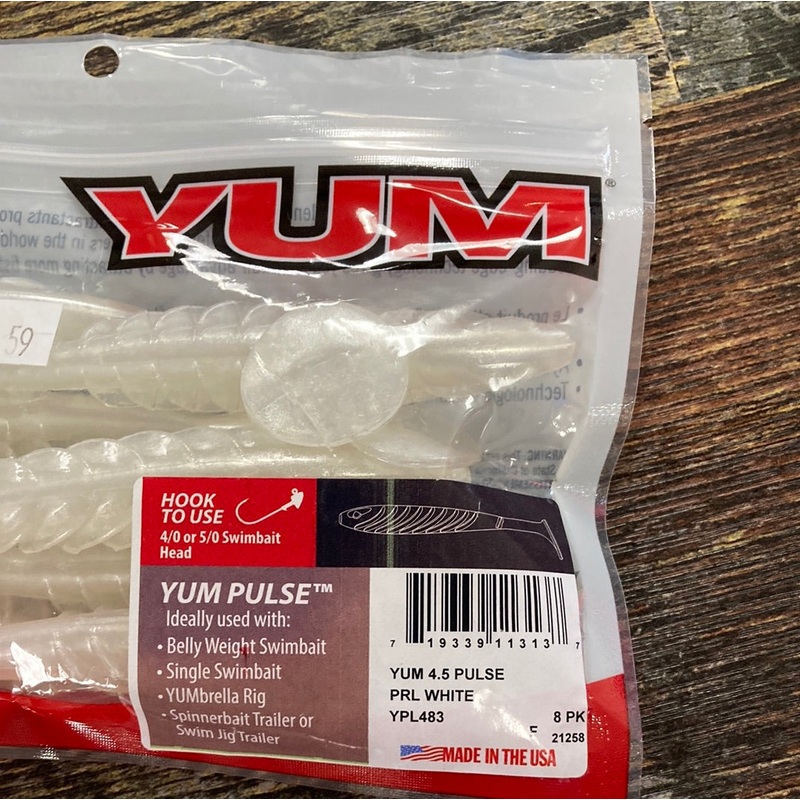 YUM®
59
HOOK
TO USE
4/0 or 5/0 Swimbait
Head
YUM PULSE™
Ideally used with:
• Belly Weight Swimbait
• Single Swimbait
• YUMbrella Rig
• Spinnerbait Trailer or
Swim Jig Trailer
7 19339 11313 7
YUM 4.5 PULSE
PRL WHITE
YPL483
8 PK
F 21258
MADE IN THE USA